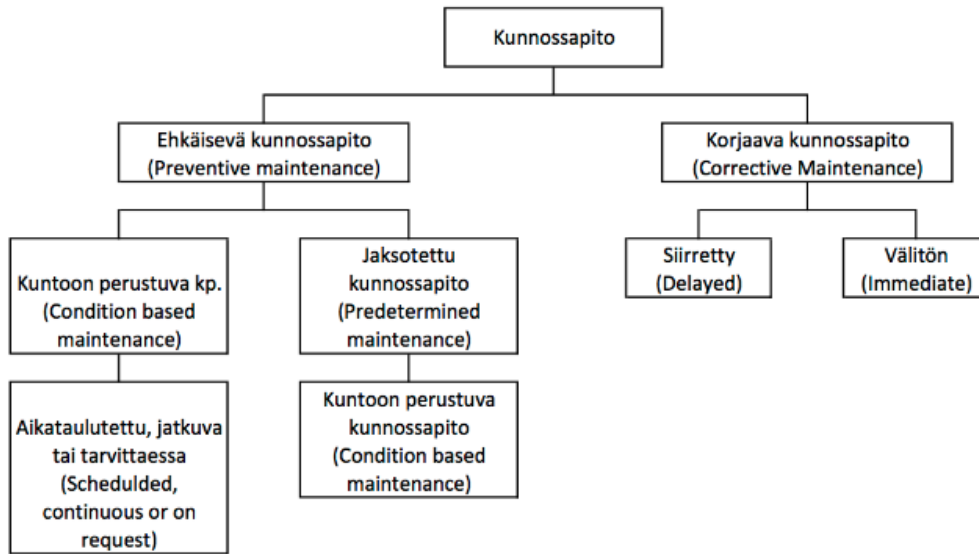 Kunnossapito
Ehkäisevä kunnossapito
(Preventive maintenance)
Korjaava kunnossapito
(Corrective Maintenance)
Kuntoon perustuva kp.
(Condition based
maintenance)
Jaksotettu
kunnossapito
(Predetermined
maintenance)
Siirretty
(Delayed)
Välitön
(Immediate)
Aikataulutettu, jatkuva
tai tarvittaessa
(Schedulded,
continuous or on
request)
Kuntoon perustuva
kunnossapito
(Condition based
maintenance)